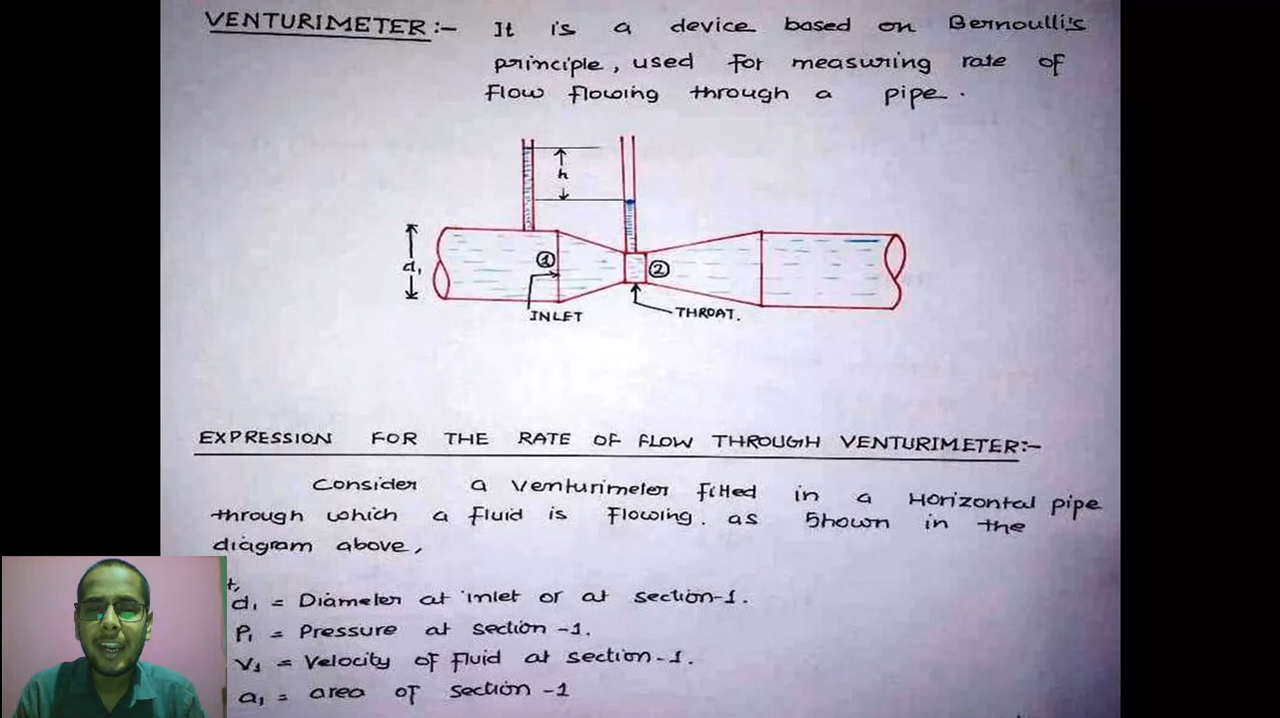 VENTURIMETER:- It is a device based on Bernoulli's
principle, used for measuring rate of
flow flowing through a pipe.
h
d₁
①
②
INLET
THROAT.
EXPRESSION FOR THE RATE OF FLOW THROUGH VENTURIMETER:-
Consider a venturimeter fitted in a Horizontal pipe
through which a fluid is flowing. as shown in the
diagram above,
d₁ = Diameter at inlet or at section-1.
P₁ = Pressure at section-1.
V₁ = Velocity of fluid at section-1.
a₁ = area of section-1